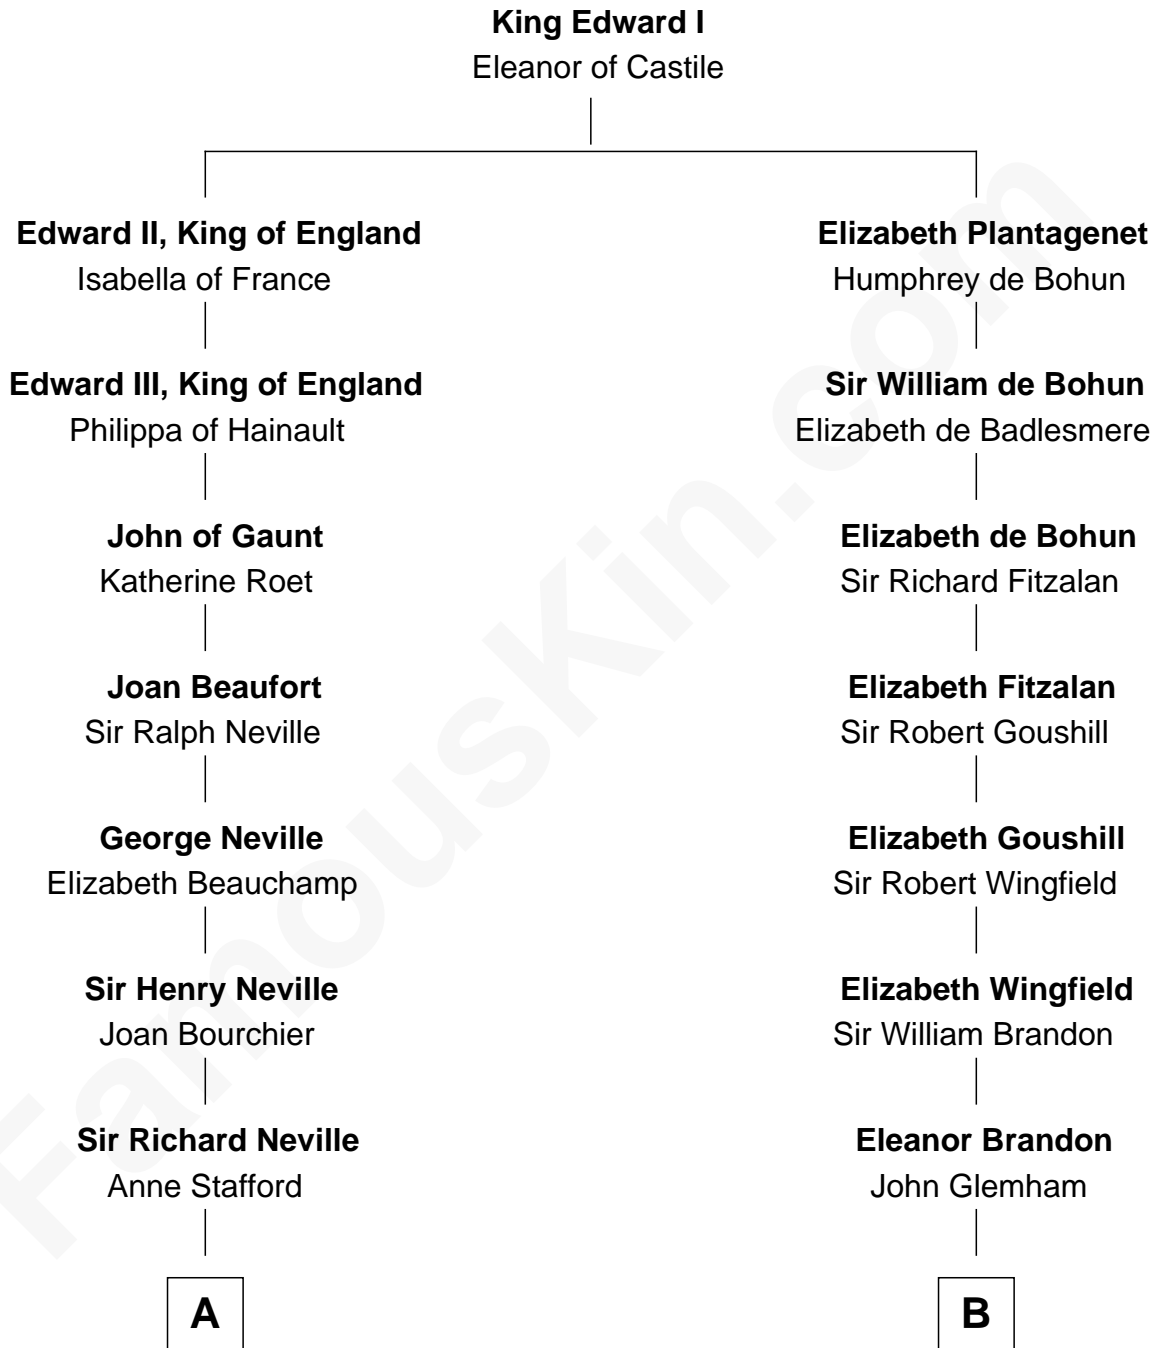 King Edward I
Eleanor of Castile
Edward II, King of England
Isabella of France
Elizabeth Plantagenet
Humphrey de Bohun
Edward III, King of England
Philippa of Hainault
Sir William de Bohun
Elizabeth de Badlesmere
John of Gaunt
Katherine Roet
Elizabeth de Bohun
Sir Richard Fitzalan
Joan Beaufort
Sir Ralph Neville
Elizabeth Fitzalan
Sir Robert Goushill
George Neville
Elizabeth Beauchamp
Elizabeth Goushill
Sir Robert Wingfield
Sir Henry Neville
Joan Bourchier
Elizabeth Wingfield
Sir William Brandon
Sir Richard Neville
Anne Stafford
Eleanor Brandon
John Glemham
A
B
FamousKin.com